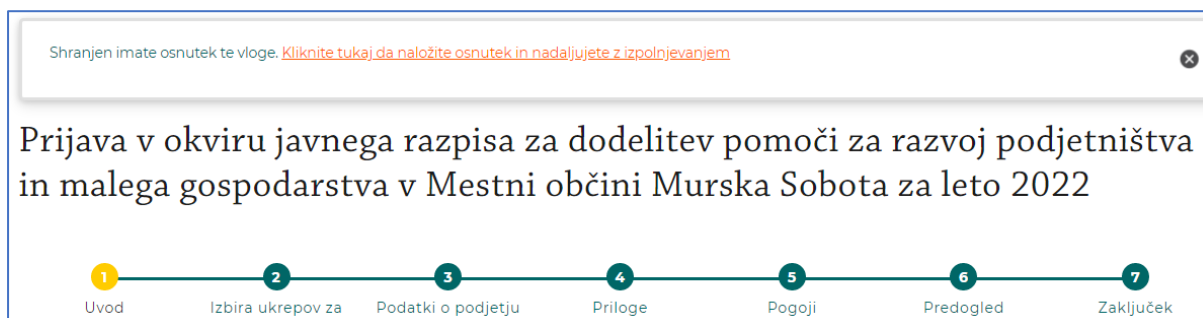 Shranjen imate osnutek te vloge. Kliknite tukaj da naložite osnutek in nadaljujete z izpolnjevanjem
Prijava v okviru javnega razpisa za dodelitev pomoči za razvoj podjetništva
in malega gospodarstva v Mestni občini Murska Sobota za leto 2022
1 2 3 4 5 6 7
Uvod Izbira ukrepov za Podatki o podjetju Priloge Pogoji Predogled Zaključek